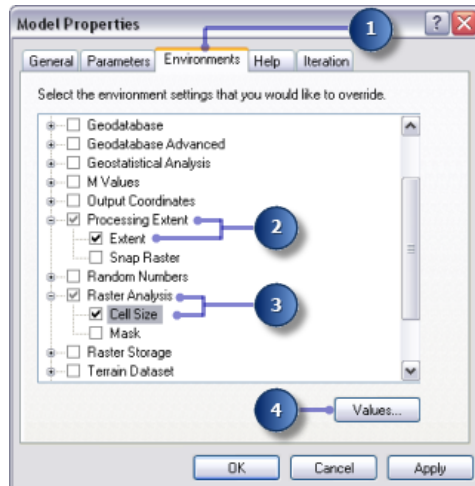 Model Properties
?
X
1
General
Parameters
Environments
Help
Iteration
Select the environment settings that you would like to override.
Geodatabase
Geodatabase Advanced
Geostatistical Analysis
M Values
Output Coordinates
Processing Extent
Extent
2
Snap Raster
Random Numbers
Raster Analysis
Cell Size
3
Mask
Raster Storage
Terrain Dataset
4
Values...
OK
Cancel
Apply